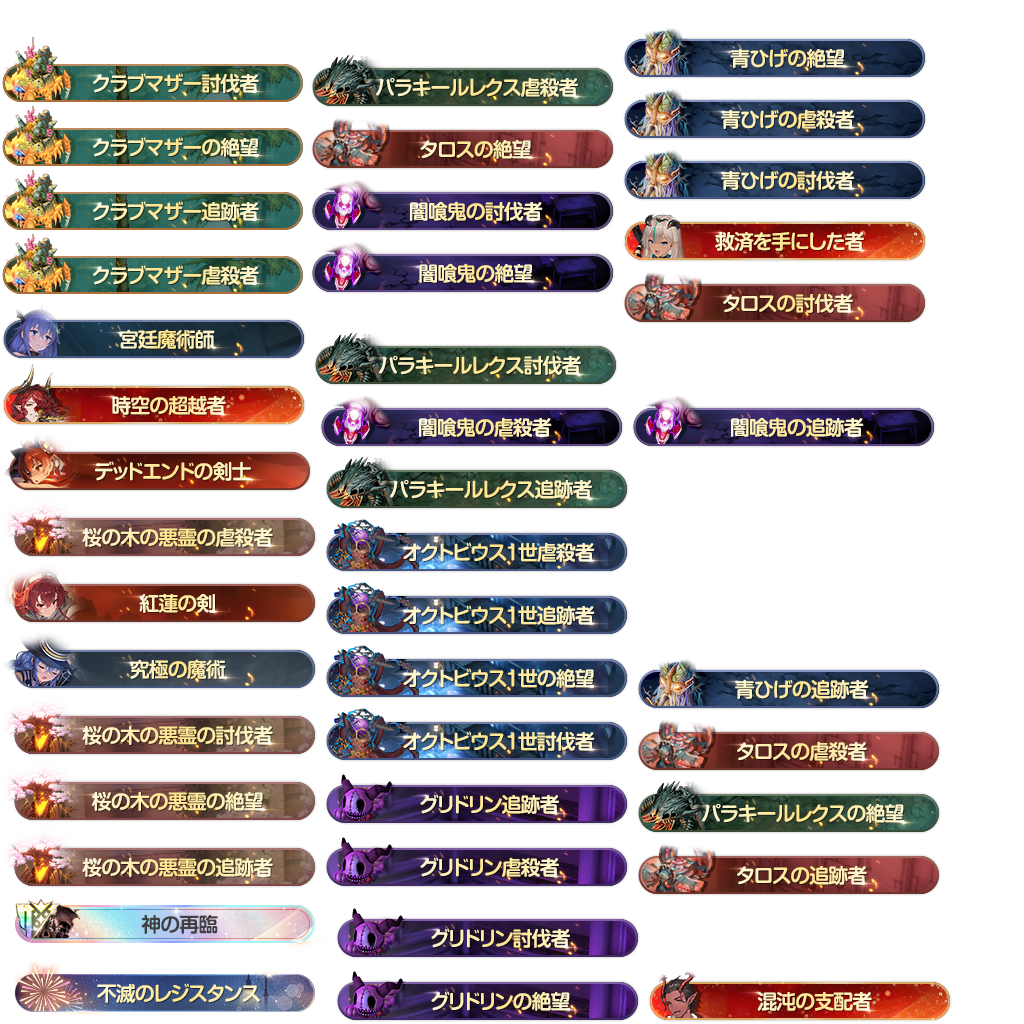 クラブマザー討伐者
クラブマザーの絶望
クラブマザー追跡者
クラブマザー虐殺者
宮廷魔術師
時空の超越者
デッドエンドの剣士
桜の木の悪霊の虐殺者
紅蓮の剣
究極の魔術
桜の木の悪霊の討伐者
桜の木の悪霊の絶望
桜の木の悪霊の追跡者
神の再臨
不滅のレジスタンス
パラキールレクス虐殺者
タロスの絶望
闇喰鬼の討伐者
闇喰鬼の絶望
パラキールレクス討伐者
闇喰鬼の虐殺者
パラキールレクス追跡者
オクトビウス1世虐殺者
オクトビウス1世追跡者
オクトビウス1世の絶望
オクトビウス1世討伐者
グリドリン追跡者
グリドリン虐殺者
グリドリン討伐者
グリドリンの絶望
青ひげの絶望
青ひげの虐殺者
青ひげの討伐者
救済を手にした者
タロスの討伐者
闇喰鬼の追跡者
青ひげの追跡者
タロスの虐殺者
パラキールレクスの絶望
タロスの追跡者
混沌の支配者